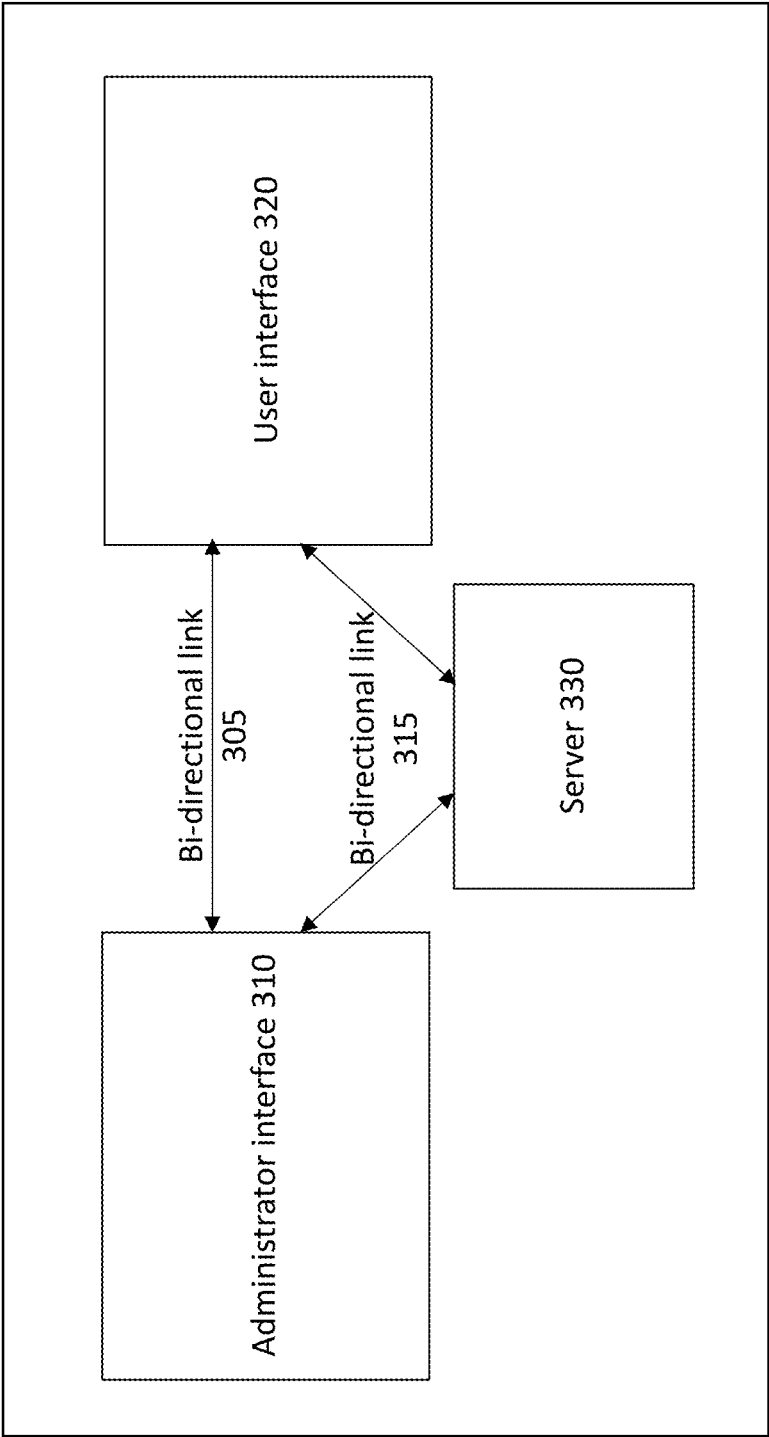 Administrator interface 310
Bi-directional link
305
Bi-directional link
315
User interface 320
Server 330